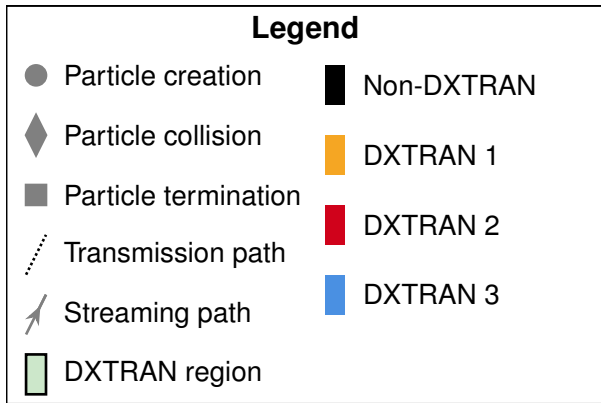 Legend
Particle creation
Particle collision
Particle termination
Transmission path
Streaming path
DXTRAN region
Non-DXTRAN
DXTRAN 1
DXTRAN 2
DXTRAN 3